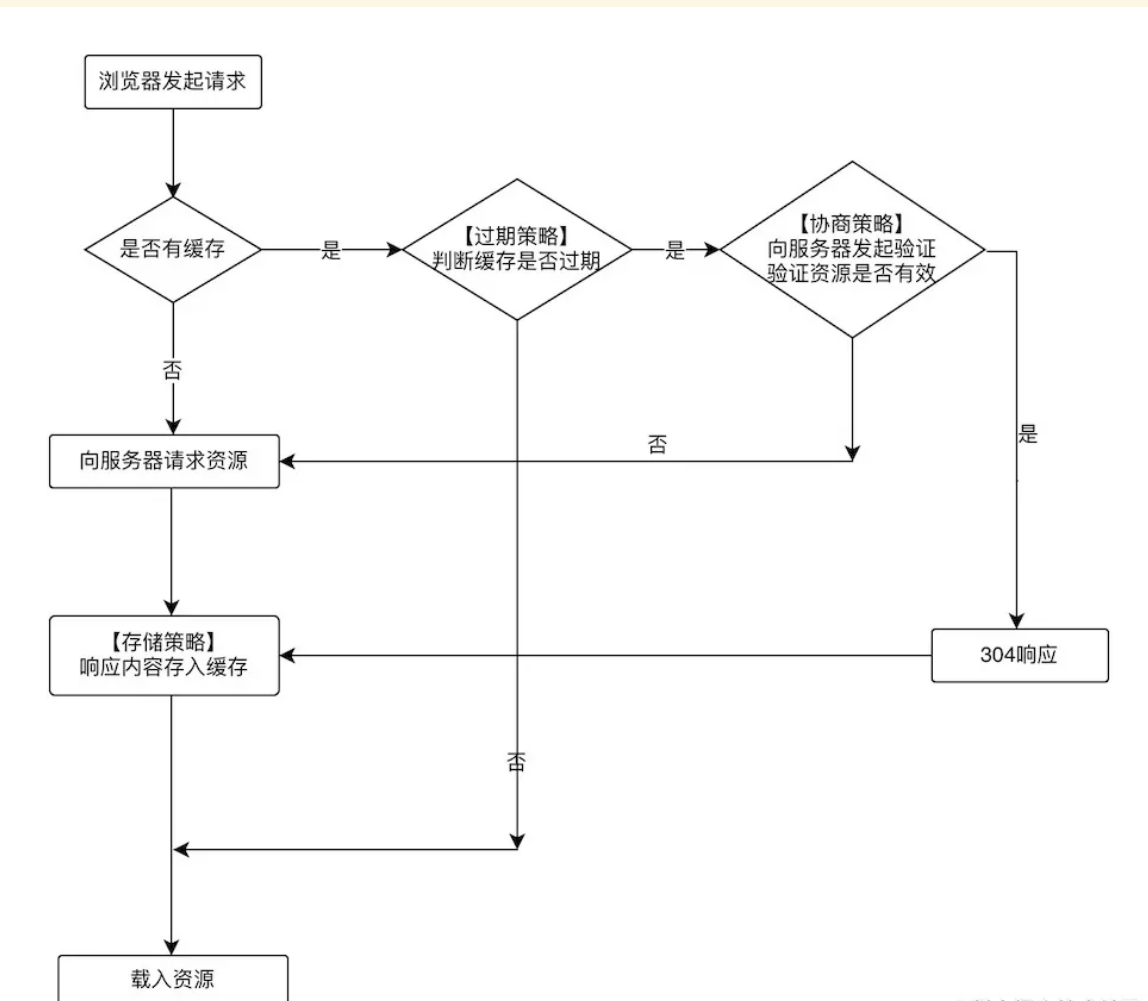 浏览器发起请求
是否有缓存
是
【过期策略】
判断缓存是否过期
是
【协商策略】
向服务器发起验证
验证资源是否有效
否
是
否
向服务器请求资源
【存储策略】
响应内容存入缓存
304响应
否
载入资源